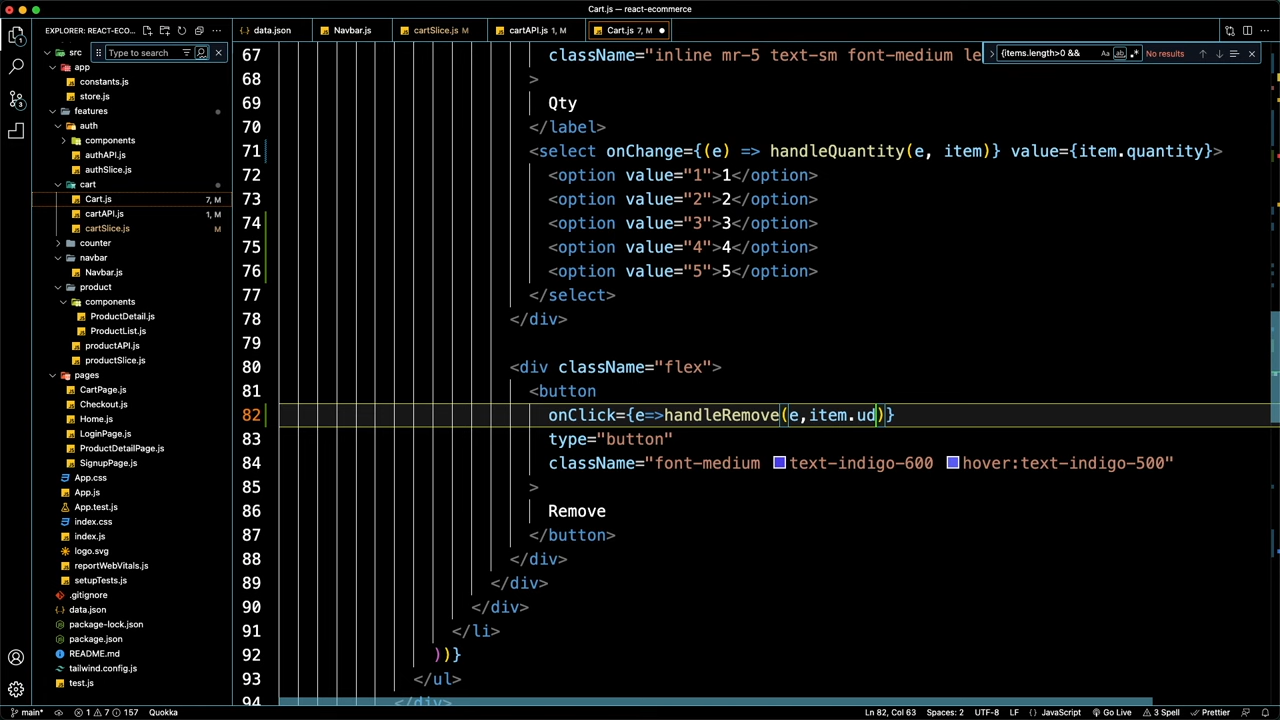 Cart.js — react-ecommerce
EXPLORER: REACT-ECO...
Type to search
src
app
constants.js
store.js
features
auth
components
authAPI.js
authSlice.js
cart
Cart.js 7, M
cartAPI.js 1, M
cartSlice.js M
counter
navbar
Navbar.js
product
components
ProductDetail.js
ProductList.js
productAPI.js
productSlice.js
pages
CartPage.js
Checkout.js
Home.js
LoginPage.js
ProductDetailPage.js
SignupPage.js
App.css
App.js
App.test.js
index.css
index.js
logo.svg
reportWebVitals.js
setupTests.js
.gitignore
data.json
package-lock.json
package.json
README.md
tailwind.config.js
test.js
data.json Navbar.js cartSlice.js M cartAPI.js 1, M Cart.js 7, M
{items.length>0 && Aa ab .* No results
67 className="inline mr-5 text-sm font-medium le
68 >
69 Qty
70 </label>
71 <select onChange={(e) => handleQuantity(e, item)} value={item.quantity}>
72 <option value="1">1</option>
73 <option value="2">2</option>
74 <option value="3">3</option>
75 <option value="4">4</option>
76 <option value="5">5</option>
77 </select>
78 </div>
79
80 <div className="flex">
81 <button
82 onClick={e=>handleRemove(e,item.ud)}
83 type="button"
84 className="font-medium text-indigo-600 hover:text-indigo-500"
85 >
86 Remove
87 </button>
88 </div>
89 </div>
90 </div>
91 </li>
92 ))}
93 </ul>
94 </div>
main* 1 7 157 Quokka Ln 82, Col 63 Spaces: 2 UTF-8 LF JavaScript Go Live 3 Spell Prettier